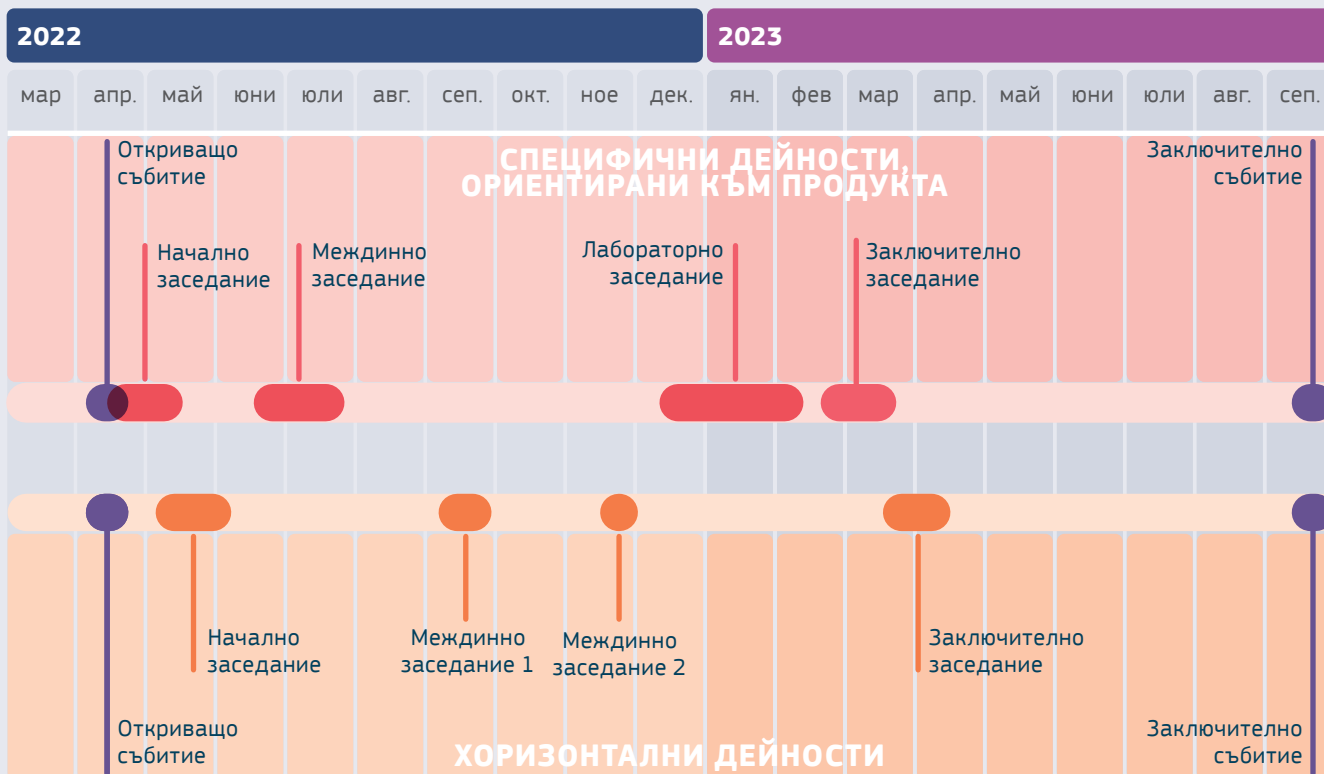 2022
2023
мар апр. май юни юли авг. сеп. окт. ное дек. ян. фев мар апр. май юни юли авг. сеп.
Откриващо
събитие
СПЕЦИФИЧНИ ДЕЙНОСТИ,
ОРИЕНТИРАНИ КЪМ ПРОДУКТА
Заключително
събитие
Начално
заседание
Междинно
заседание
Лабораторно
заседание
Заключително
заседание
Начално
заседание
Междинно
заседание 1
Междинно
заседание 2
Заключително
заседание
Откриващо
събитие
ХОРИЗОНТАЛНИ ДЕЙНОСТИ
Заключително
събитие